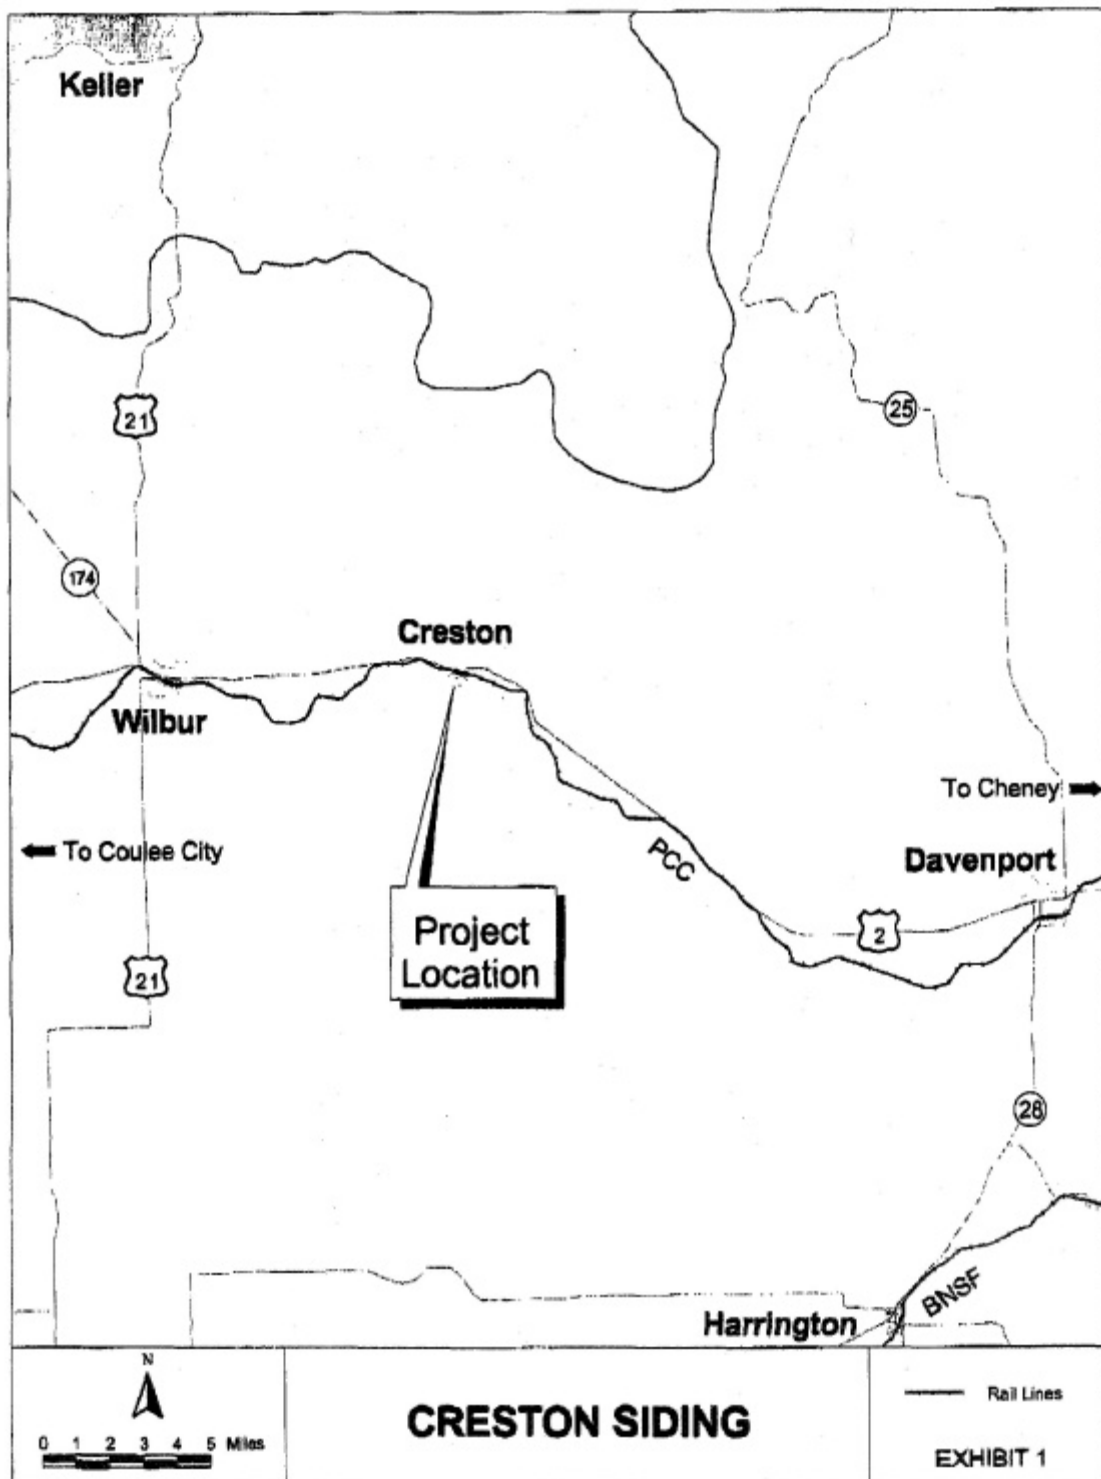 Keller
21
25
174
Creston
Wilbur
To Cheney
To Coulee City
PCC
Davenport
Project
Location
2
21
28
BNSF
Harrington
N
0 1 2 3 4 5 Miles
CRESTON SIDING
Rail Lines
EXHIBIT 1